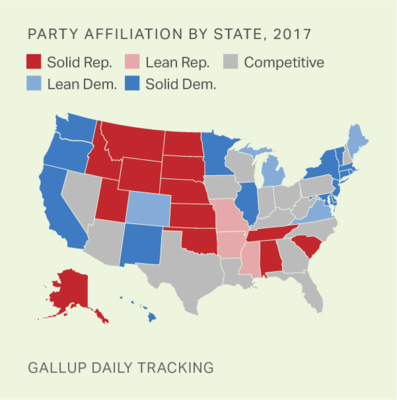 PARTY AFFILIATION BY STATE, 2017
Solid Rep. Lean Rep. Competitive
Lean Dem. Solid Dem.
GALLUP DAILY TRACKING